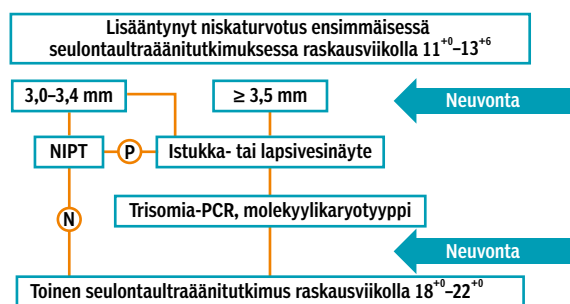 Lisääntynyt niskaturvotus ensimmäisessä
seulontaultraäänitutkimuksessa raskausviikolla 11⁺⁰–13⁺⁶
3,0–3,4 mm
≥ 3,5 mm
Neuvonta
NIPT
P
Istukka- tai lapsivesinäyte
N
Trisomia-PCR, molekyylikaryotyyppi
Neuvonta
Toinen seulontaultraäänitutkimus raskausviikolla 18⁺⁰–22⁺⁰